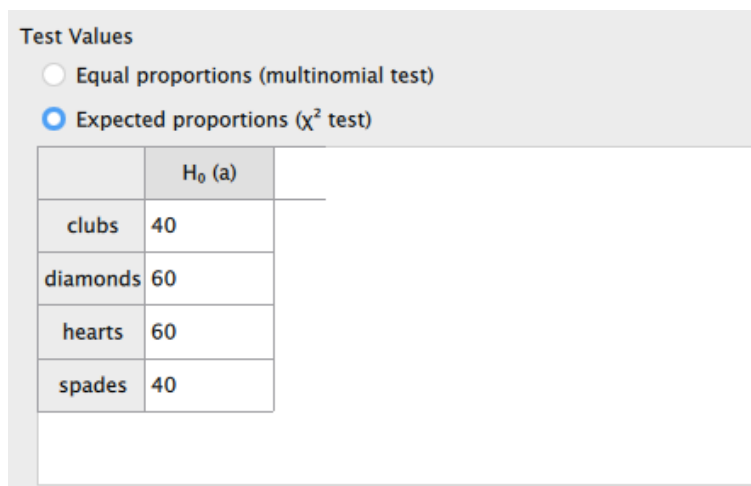 Test Values
Equal proportions (multinomial test)
Expected proportions (χ² test)
H₀ (a)
clubs 40
diamonds 60
hearts 60
spades 40